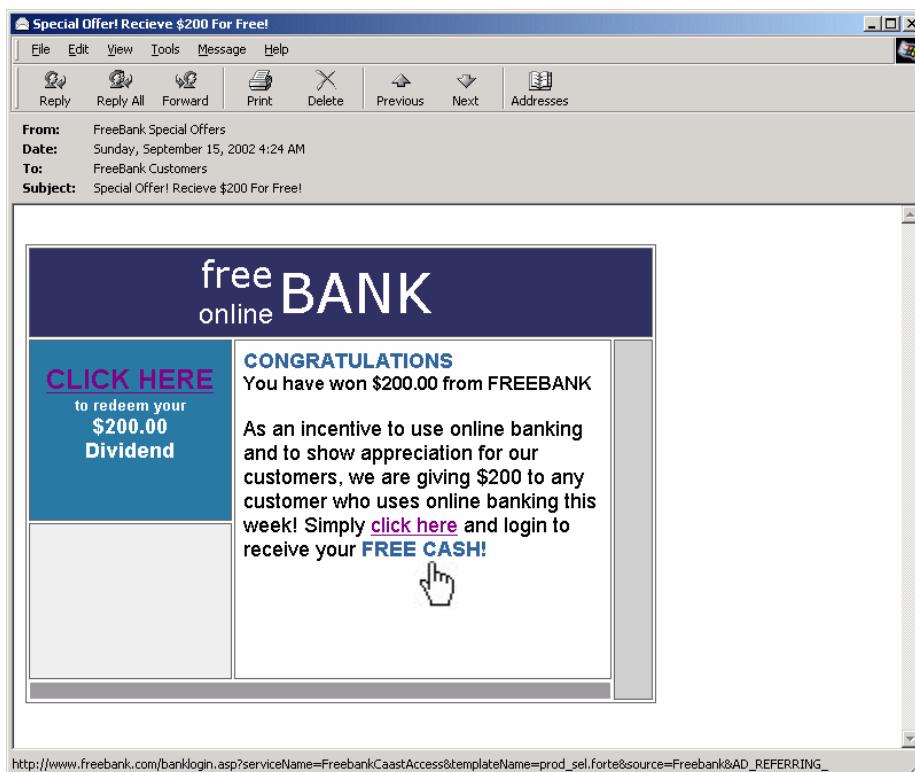 Special Offer! Recieve $200 For Free!
File Edit View Tools Message Help
Reply Reply All Forward Print Delete Previous Next Addresses
From: FreeBank Special Offers
Date: Sunday, September 15, 2002 4:24 AM
To: FreeBank Customers
Subject: Special Offer! Recieve $200 For Free!
free
online BANK
CLICK HERE
to redeem your
$200.00
Dividend
CONGRATULATIONS
You have won $200.00 from FREEBANK
As an incentive to use online banking
and to show appreciation for our
customers, we are giving $200 to any
customer who uses online banking this
week! Simply click here and login to
receive your FREE CASH!
http://www.freebank.com/banklogin.asp?serviceName=FreebankCaastAccess&templateName=prod_sel.forte&source=Freebank&AD_REFERRING_